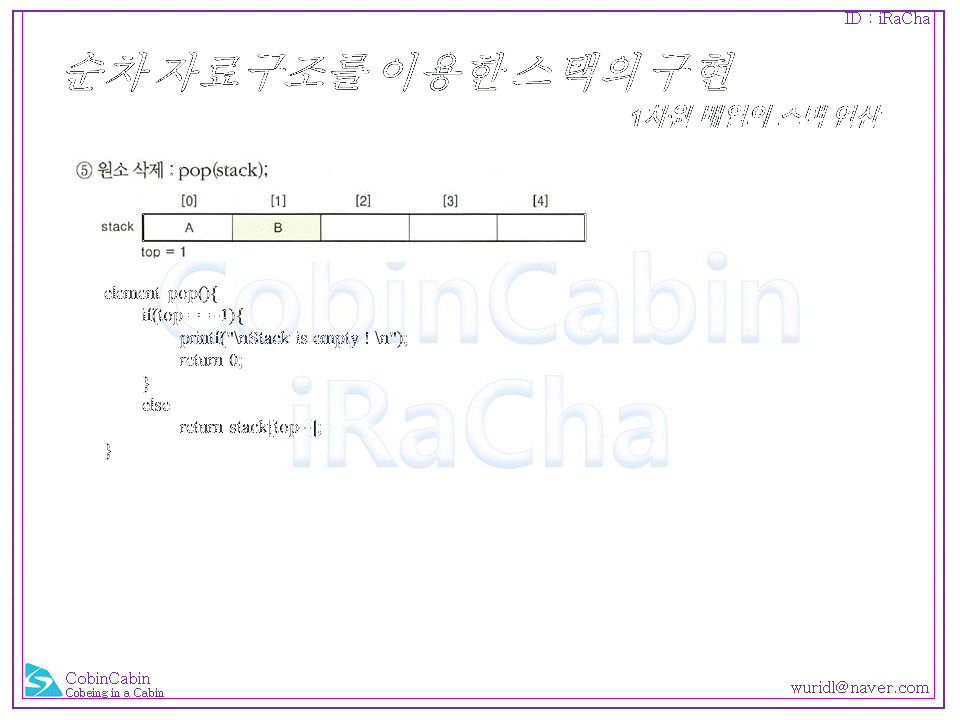 ID : iRaCha
순차 자료구조를 이용한 스택의 구현
1차원 배열의 스택 연산
⑤ 원소 삭제 ; pop(stack);
[0] [1] [2] [3] [4]
stack A B
top = 1
element pop(){
if(top == -1){
printf("\nStack is empty ! \n");
return 0;
}
else
return stack[top--];
}
CobinCabin
iRaCha
CobinCabin
Cobeing in a Cabin
wuridl@naver.com